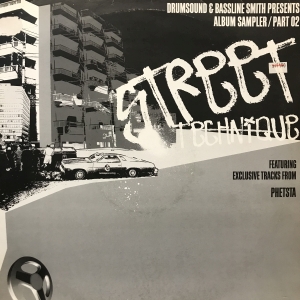 DRUMSOUND & BASSLINE SMITH PRESENTS
ALBUM SAMPLER / PART 02
STREET
TECHNIQUE
FEATURING
EXCLUSIVE TRACKS FROM
PHETSTA